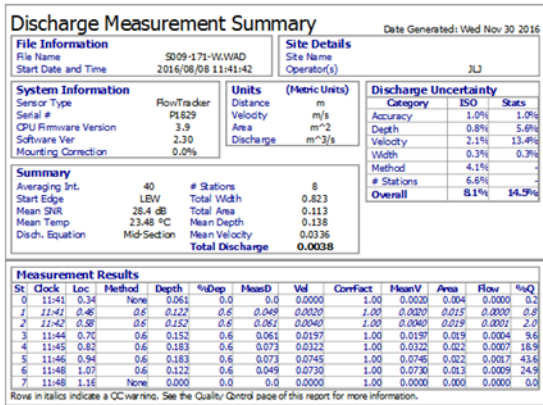 Discharge Measurement Summary
Date Generated: Wed Nov 30 2016
File Information
File Name S009-171-W.WAD
Start Date and Time 2016/08/08 11:41:42
Site Details
Site Name
Operator(s) JLJ
System Information
Sensor Type FlowTracker
Serial # P1829
CPU Firmware Version 3.9
Software Ver 2.30
Mounting Correction 0.0%
Units (Metric Units)
Distance m
Velocity m/s
Area m^2
Discharge m^3/s
Discharge Uncertainty
Category ISO Stats
Accuracy 1.0% 1.0%
Depth 0.8% 5.6%
Velocity 2.1% 13.4%
Width 0.3% 0.3%
Method 4.1% -
# Stations 6.6% -
Overall 8.1% 14.5%
Summary
Averaging Int. 40 # Stations 8
Start Edge LEW Total Width 0.823
Mean SNR 28.4 dB Total Area 0.113
Mean Temp 23.48 ºC Mean Depth 0.138
Disch. Equation Mid-Section Mean Velocity 0.0336
Total Discharge 0.0038
Measurement Results
St Clock Loc Method Depth %Dep MeasD Vel CorrFact MeanV Area Flow %Q
0 11:41 0.34 None 0.061 0.0 0.0 0.0000 1.00 0.0020 0.004 0.0000 0.2
1 11:41 0.46 0.6 0.122 0.6 0.049 0.0020 1.00 0.0020 0.015 0.0000 0.8
2 11:42 0.58 0.6 0.152 0.6 0.061 0.0040 1.00 0.0040 0.019 0.0001 2.0
3 11:44 0.70 0.6 0.152 0.6 0.061 0.0197 1.00 0.0197 0.019 0.0004 9.6
4 11:45 0.82 0.6 0.183 0.6 0.073 0.0322 1.00 0.0322 0.022 0.0007 18.9
5 11:46 0.94 0.6 0.183 0.6 0.073 0.0745 1.00 0.0745 0.022 0.0017 43.6
6 11:48 1.07 0.6 0.122 0.6 0.049 0.0730 1.00 0.0730 0.013 0.0009 24.9
7 11:48 1.16 None 0.000 0.0 0.0 0.0000 1.00 0.0000 0.000 0.0000 0.0
Rows in italics indicate a QC warning. See the Quality Control page of this report for more information.